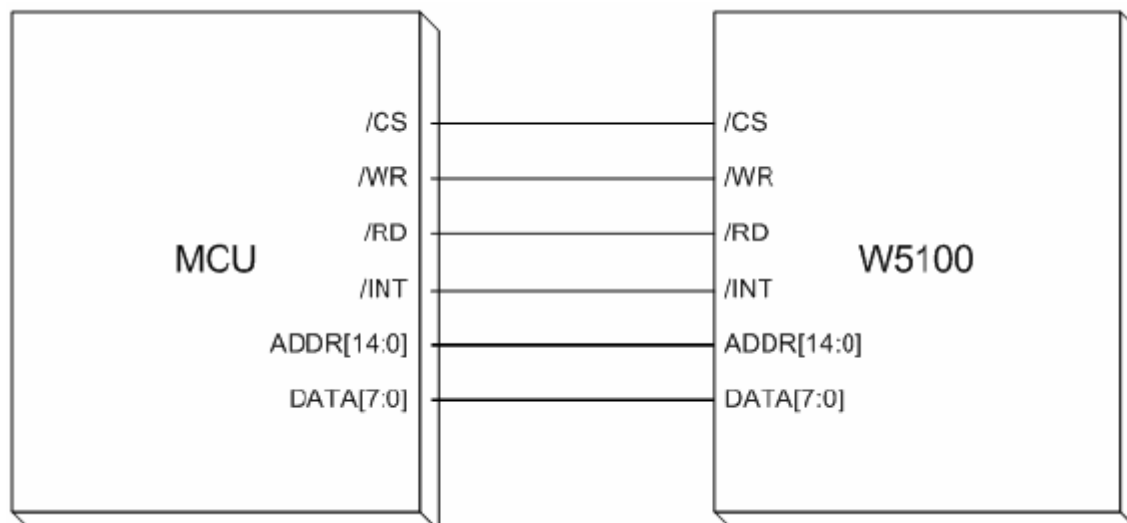 /CS
/CS
/WR
/WR
/RD
/RD
MCU
W5100
/INT
/INT
ADDR[14:0]
ADDR[14:0]
DATA[7:0]
DATA[7:0]